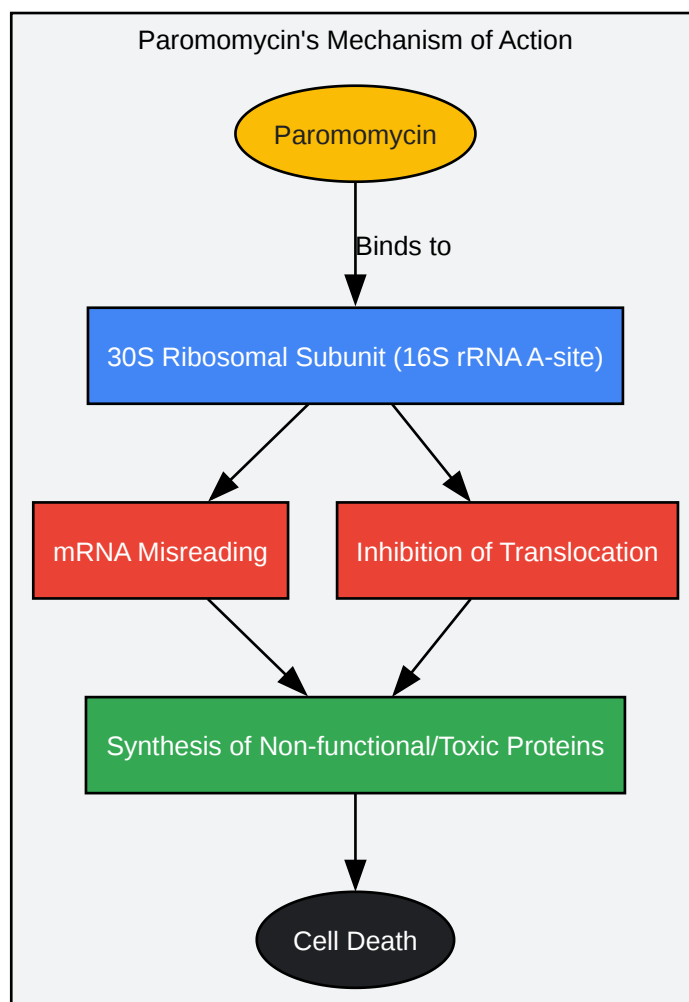 Paromomycin's Mechanism of Action
Paromomycin
Binds to
30S Ribosomal Subunit (16S rRNA A-site)
mRNA Misreading
Inhibition of Translocation
Synthesis of Non-functional/Toxic Proteins
Cell Death